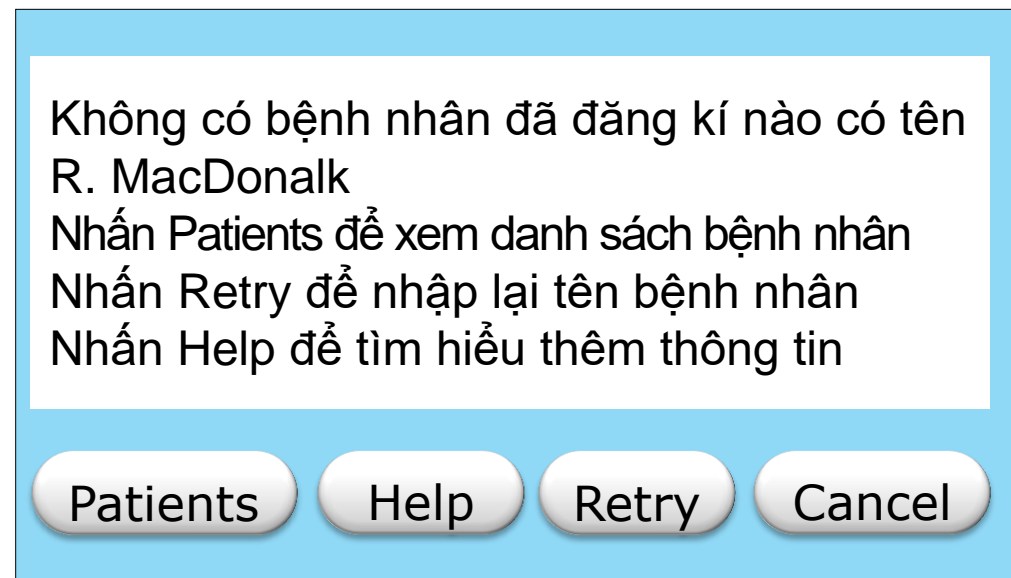 Không có bệnh nhân đã đăng kí nào có tên
R. MacDonalk
Nhấn Patients để xem danh sách bệnh nhân
Nhấn Retry để nhập lại tên bệnh nhân
Nhấn Help để tìm hiểu thêm thông tin
Patients Help Retry Cancel